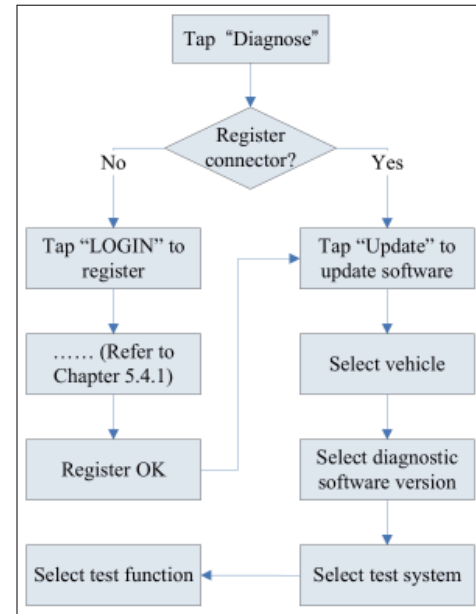 Tap “Diagnose”
Register
connector?
No
Yes
Tap “LOGIN” to
register
Tap “Update” to
update software
…… (Refer to
Chapter 5.4.1)
Select vehicle
Register OK
Select diagnostic
software version
Select test function
Select test system